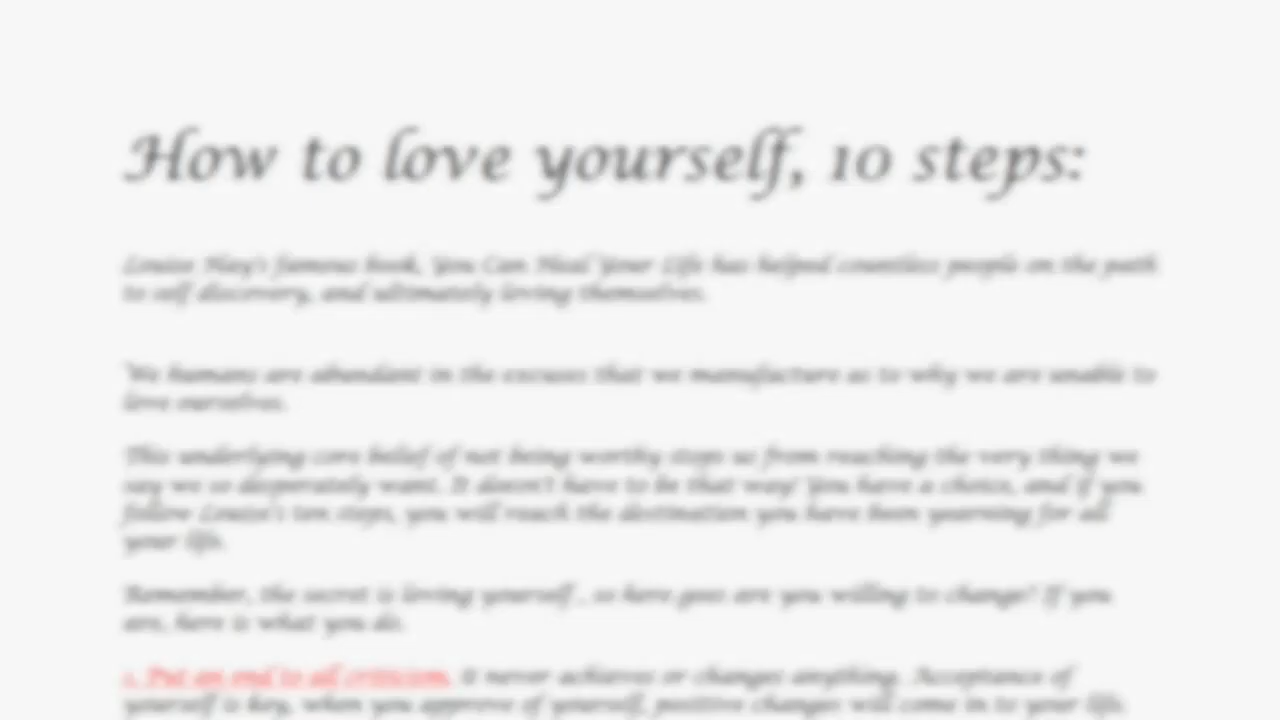 How to love yourself, 10 steps:
Louise Hay's famous book, You Can Heal Your Life has helped countless people on the path
to self discovery, and ultimately loving themselves.
We humans are abundant in the excuses that we manufacture as to why we are unable to
love ourselves.
This underlying core belief of not being worthy stops us from reaching the very thing we
say we so desperately want. It doesn't have to be that way! You have a choice, and if you
follow Louise's ten steps, you will reach the destination you have been yearning for all
your life.
Remember, the secret is loving yourself.. so here goes are you willing to change? If you
are, here is what you do.
1. Put an end to all criticism. It never achieves or changes anything. Acceptance of
yourself is key, when you approve of yourself, positive changes will come in to your life.